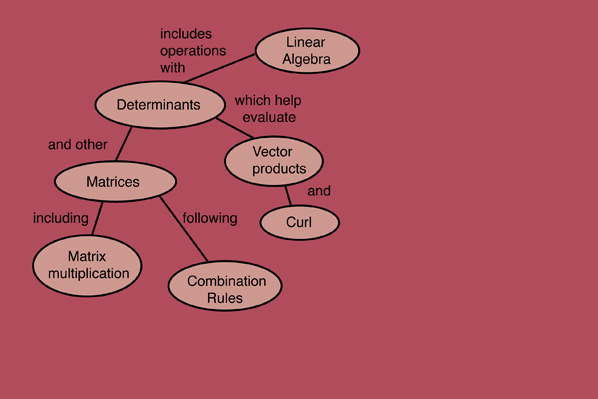 includes
operations
with
Linear
Algebra
Determinants
which help
evaluate
and other
Vector
products
Matrices
and
including
following
Curl
Matrix
multiplication
Combination
Rules